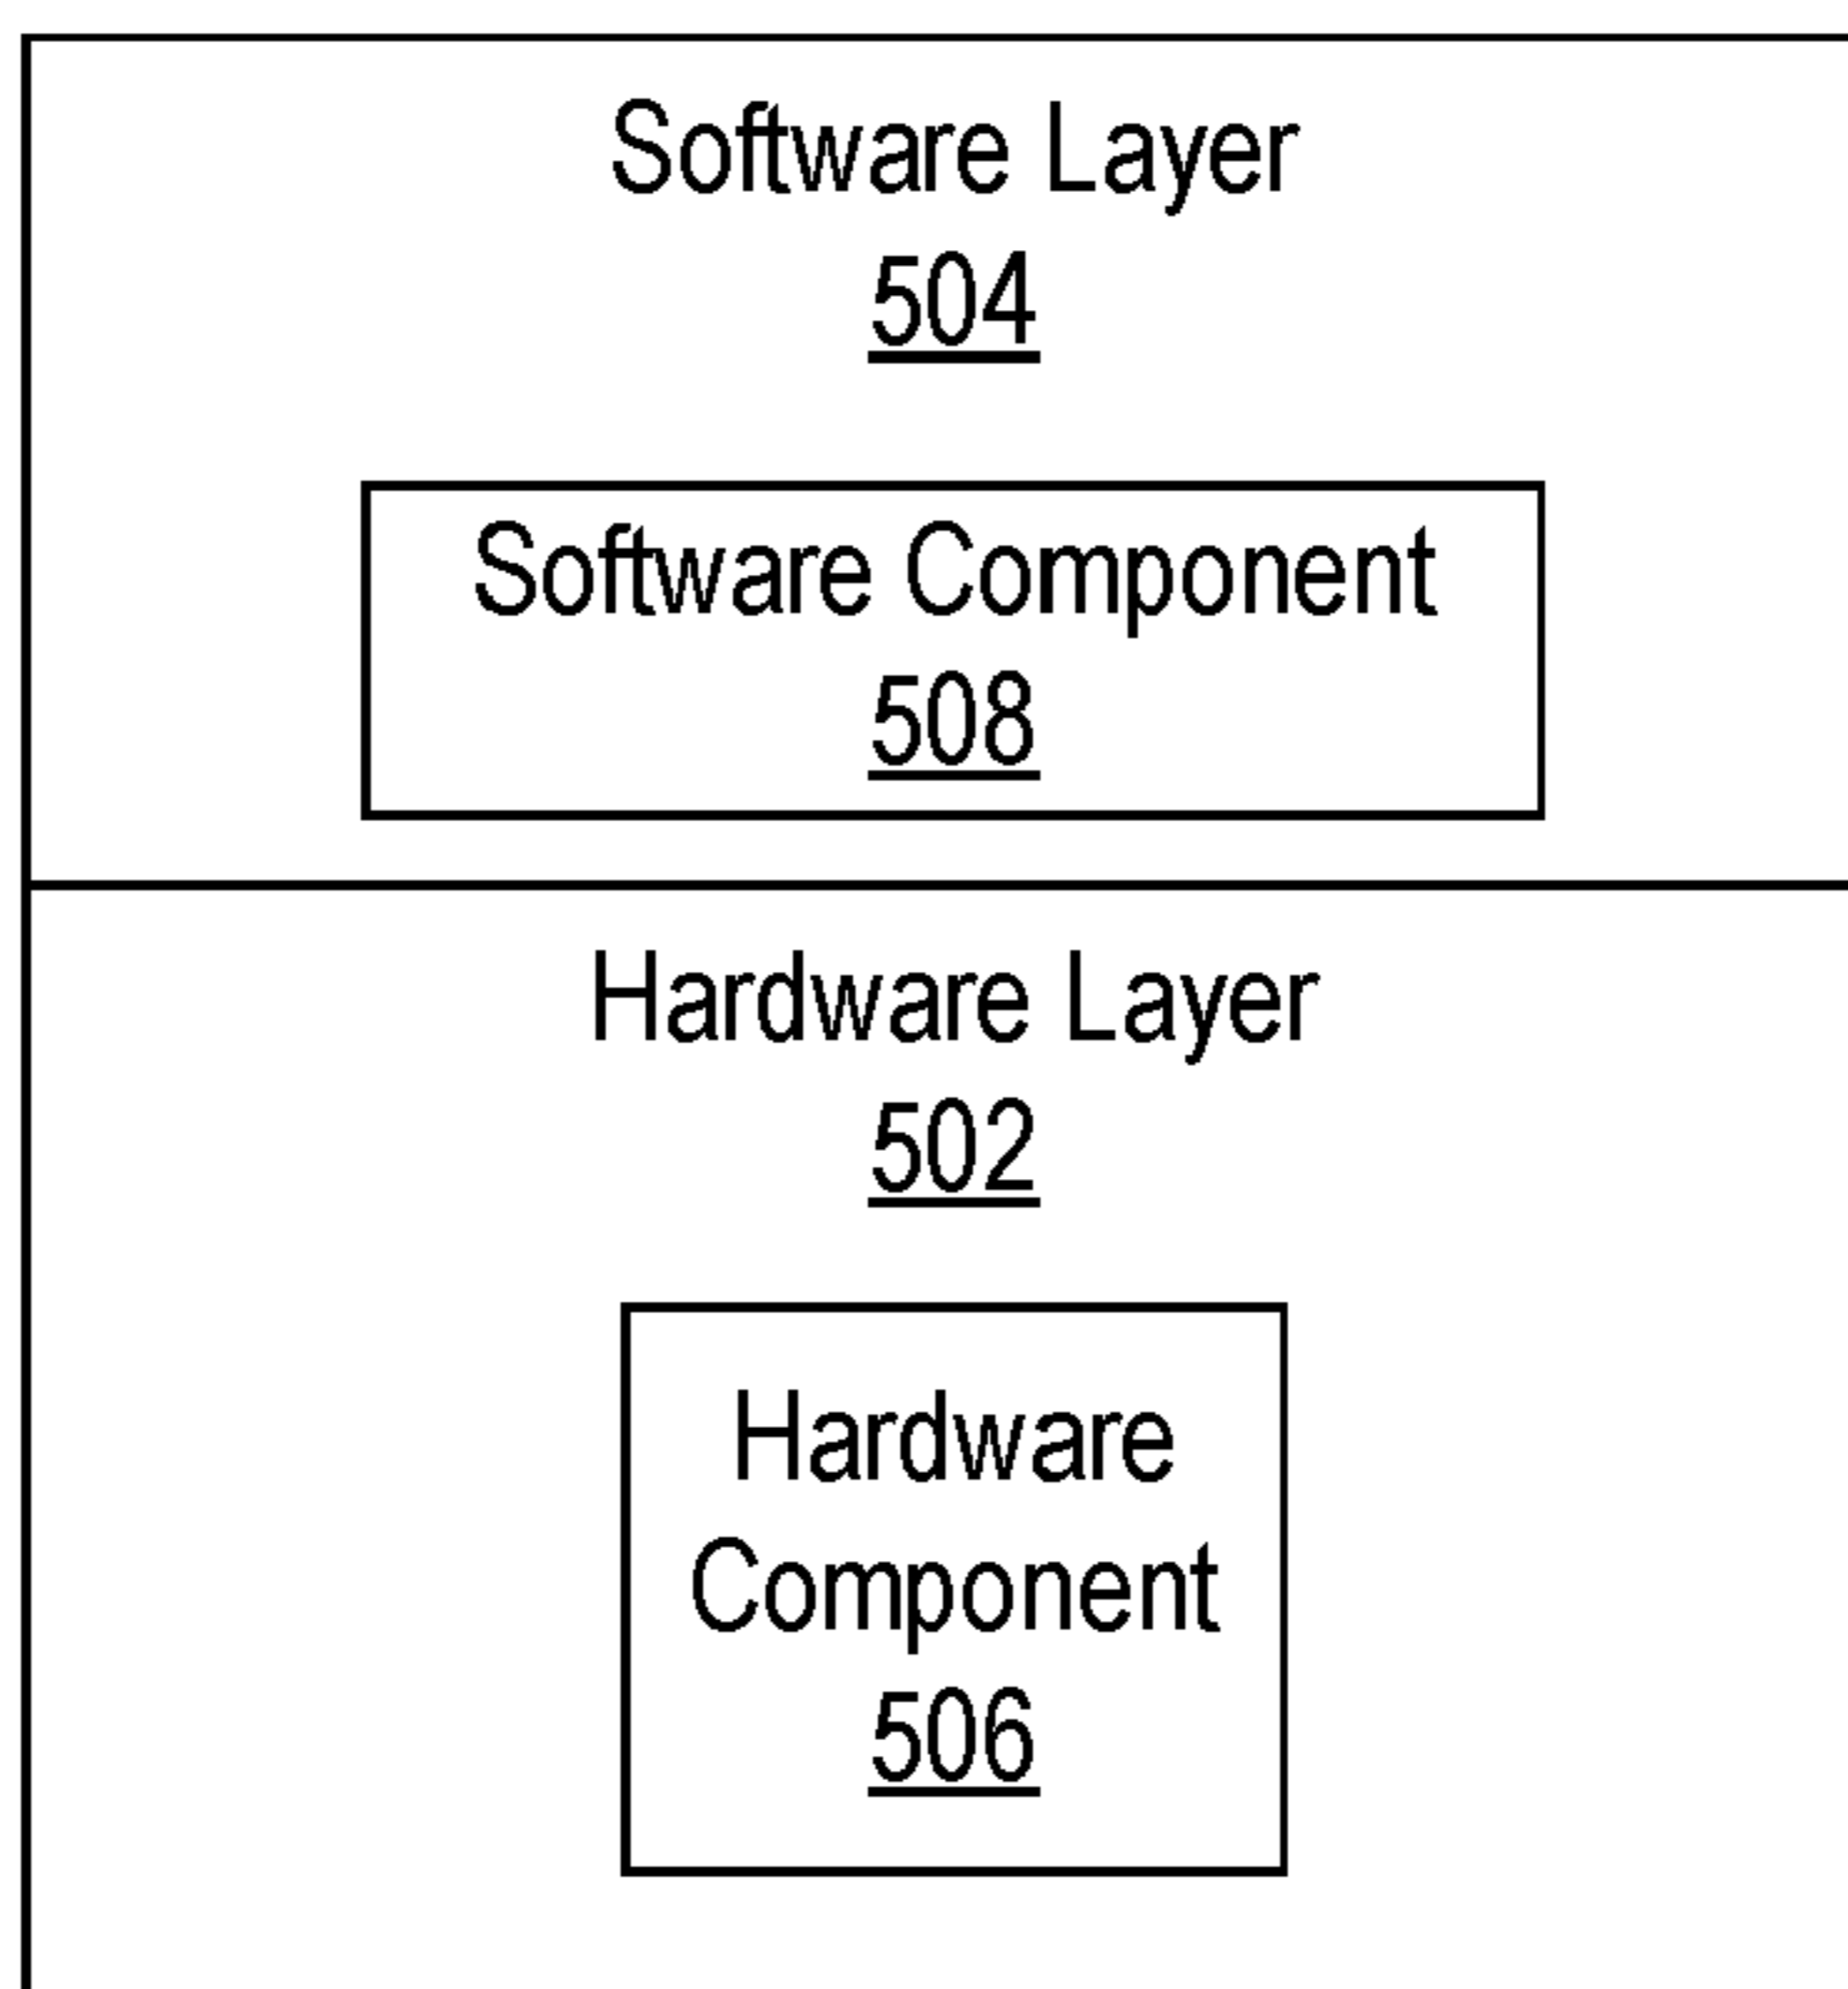 Software Layer
504
Software Component
508
Hardware Layer
502
Hardware
Component
506